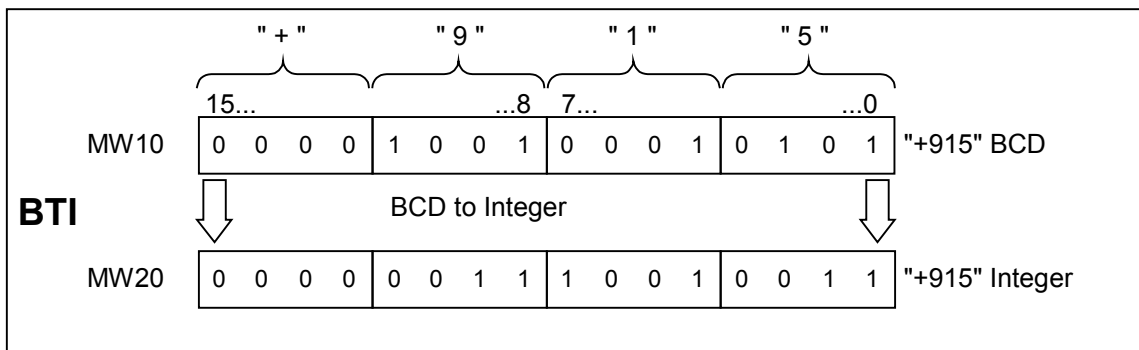 " + " " 9 " " 1 " " 5 "
15... ...8 7... ...0
MW10 0 0 0 0 1 0 0 1 0 0 0 1 0 1 0 1 "+915" BCD
BTI BCD to Integer
MW20 0 0 0 0 0 0 1 1 1 0 0 1 0 0 1 1 "+915" Integer